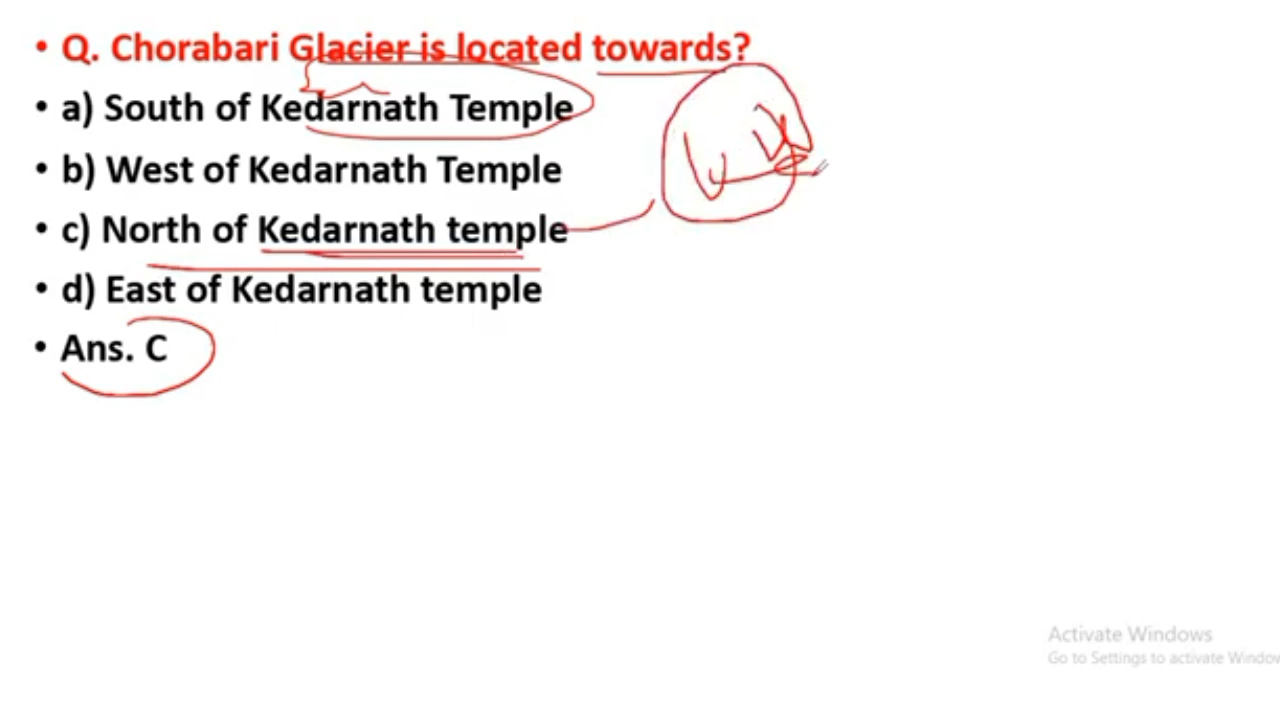 • Q. Chorabari Glacier is located towards?
• a) South of Kedarnath Temple
• b) West of Kedarnath Temple
• c) North of Kedarnath temple
• d) East of Kedarnath temple
• Ans. C
Activate Windows
Go to Settings to activate Window